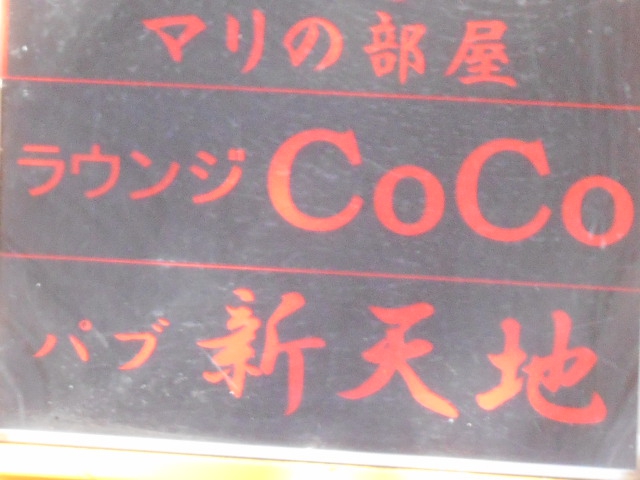 マリの部屋
ラウンジ CoCo
パブ 新天地